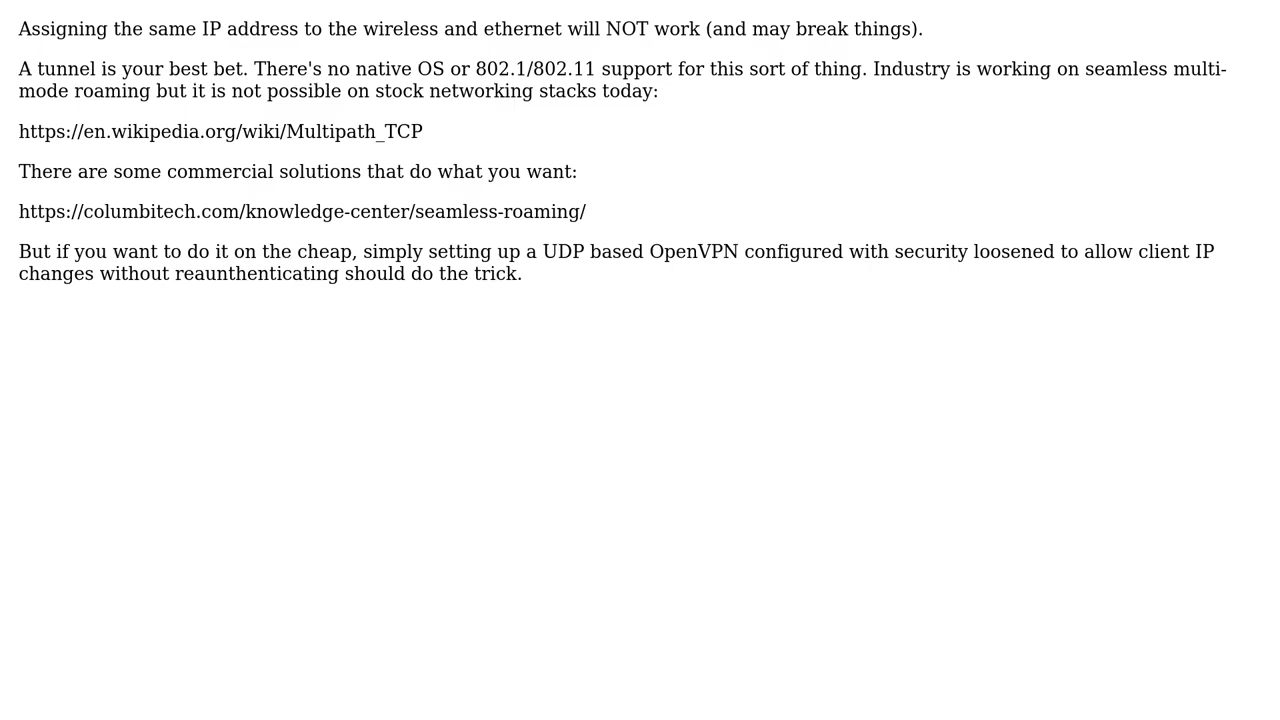 Assigning the same IP address to the wireless and ethernet will NOT work (and may break things).
A tunnel is your best bet. There's no native OS or 802.1/802.11 support for this sort of thing. Industry is working on seamless multi-
mode roaming but it is not possible on stock networking stacks today:
https://en.wikipedia.org/wiki/Multipath_TCP
There are some commercial solutions that do what you want:
https://columbitech.com/knowledge-center/seamless-roaming/
But if you want to do it on the cheap, simply setting up a UDP based OpenVPN configured with security loosened to allow client IP
changes without reaunthenticating should do the trick.